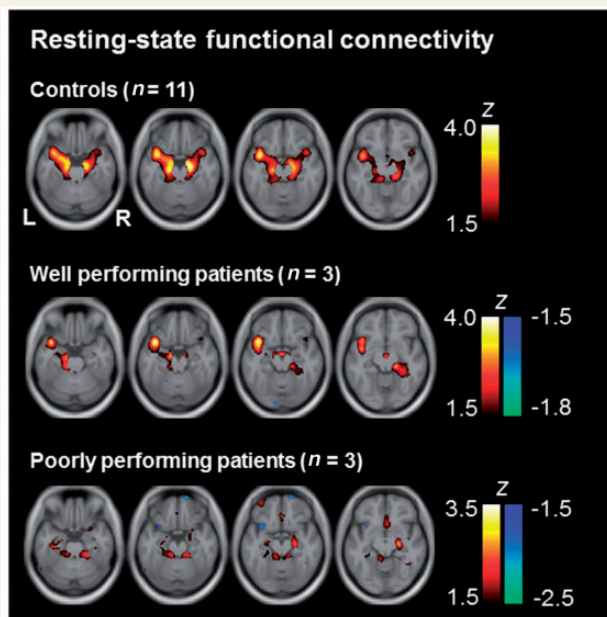 Resting-state functional connectivity
Controls (n = 11)
4.0 Z
1.5
L R
Well performing patients (n = 3)
4.0 Z -1.5
1.5 -1.8
Poorly performing patients (n = 3)
3.5 Z -1.5
1.5 -2.5